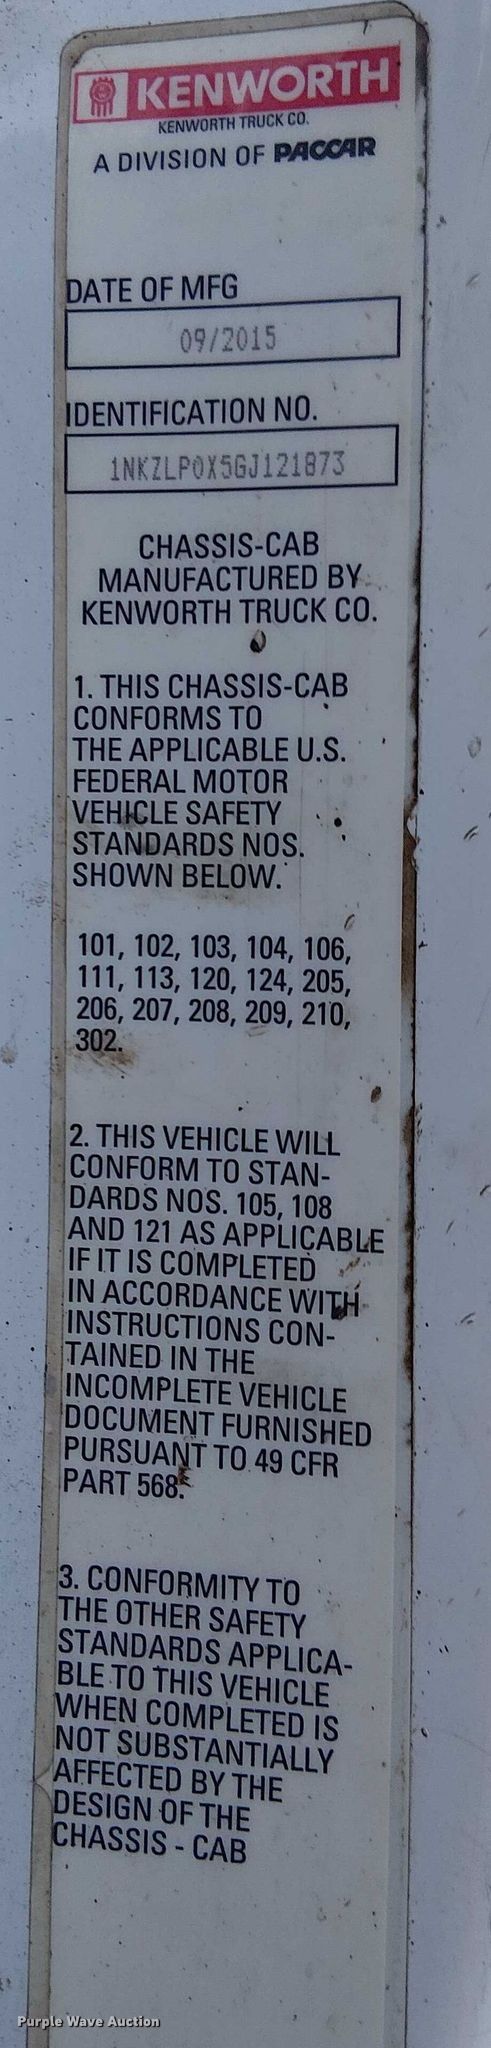 KENWORTH
KENWORTH TRUCK CO.
A DIVISION OF PACCAR
DATE OF MFG
09/2015
IDENTIFICATION NO.
1NKZLP0X5GJ121873
CHASSIS-CAB
MANUFACTURED BY
KENWORTH TRUCK CO.
1. THIS CHASSIS-CAB
CONFORMS TO
THE APPLICABLE U.S.
FEDERAL MOTOR
VEHICLE SAFETY
STANDARDS NOS.
SHOWN BELOW.
101, 102, 103, 104, 106,
111, 113, 120, 124, 205,
206, 207, 208, 209, 210,
302.
2. THIS VEHICLE WILL
CONFORM TO STAN-
DARDS NOS. 105, 108
AND 121 AS APPLICABLE
IF IT IS COMPLETED
IN ACCORDANCE WITH
INSTRUCTIONS CON-
TAINED IN THE
INCOMPLETE VEHICLE
DOCUMENT FURNISHED
PURSUANT TO 49 CFR
PART 568.
3. CONFORMITY TO
THE OTHER SAFETY
STANDARDS APPLICA-
BLE TO THIS VEHICLE
WHEN COMPLETED IS
NOT SUBSTANTIALLY
AFFECTED BY THE
DESIGN OF THE
CHASSIS - CAB
Purple Wave Auction